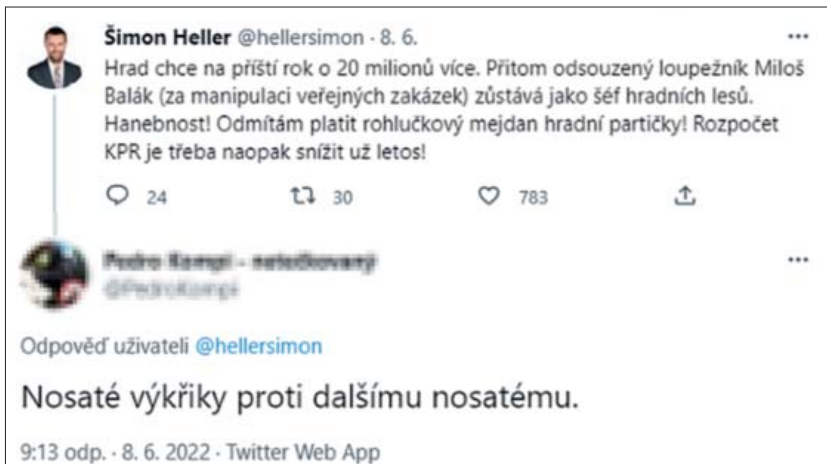 Šimon Heller @hellersimon · 8. 6.
Hrad chce na příští rok o 20 milionů více. Přitom odsouzený loupežník Miloš
Balák (za manipulaci veřejných zakázek) zůstává jako šéf hradních lesů.
Hanebnost! Odmítám platit rohlučkový mejdan hradní partičky! Rozpočet
KPR je třeba naopak snížit už letos!
24 30 783
Odpověď uživateli @hellersimon
Nosaté výkřiky proti dalšímu nosatému.
9:13 odp. · 8. 6. 2022 · Twitter Web App